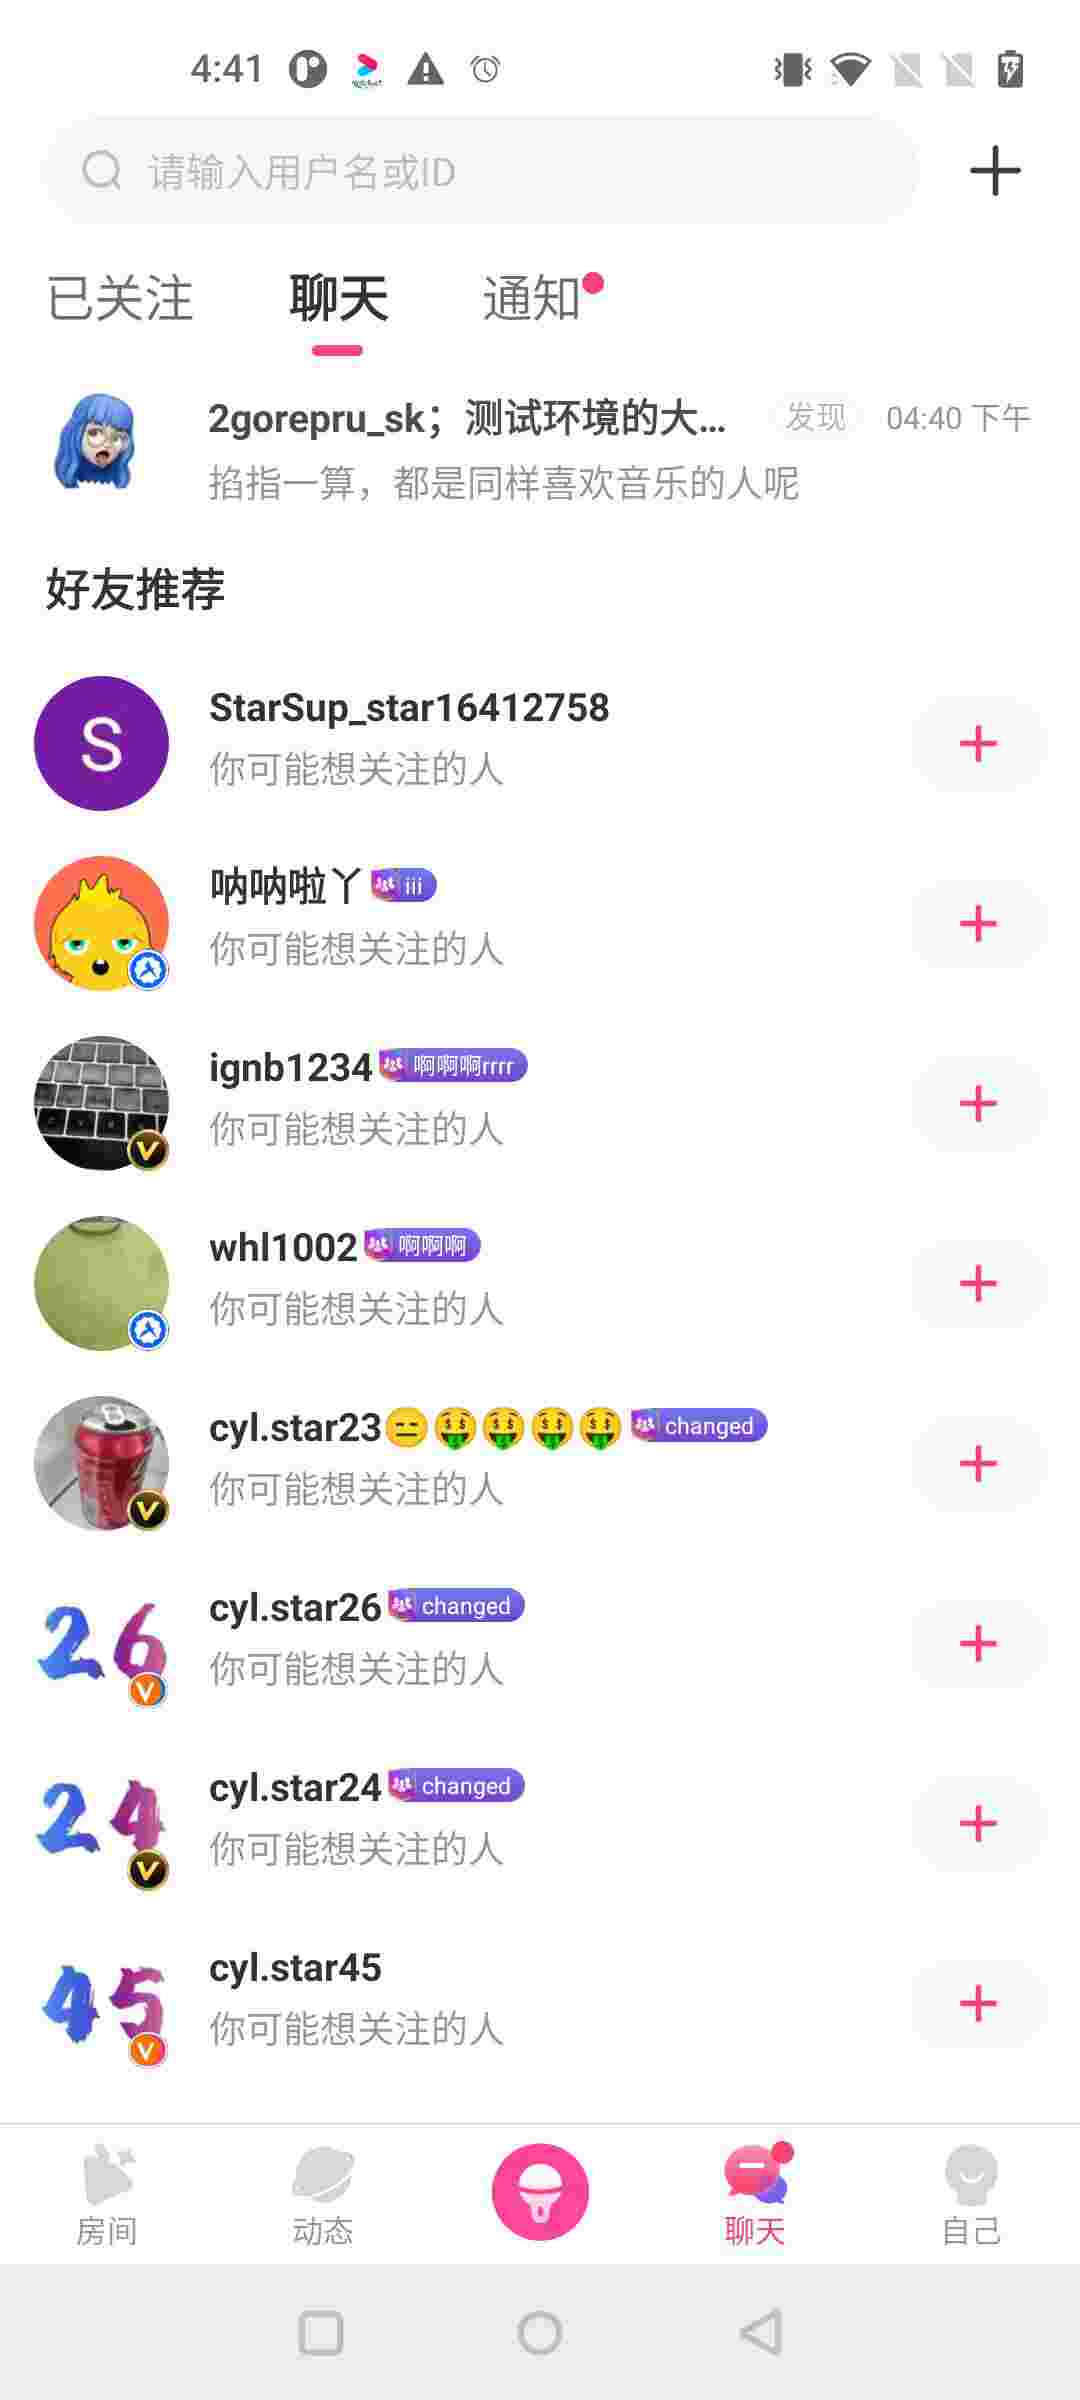 4:41
请输入用户名或ID
已关注 聊天 通知
2gorepru_sk；测试环境的大... 发现 04:40 下午
掐指一算，都是同样喜欢音乐的人呢
好友推荐
S
StarSup_star16412758
你可能想关注的人
呐呐啦丫 iii
你可能想关注的人
ignb1234 啊啊啊rrrr
你可能想关注的人
whl1002 啊啊啊
你可能想关注的人
cyl.star23😑🤑🤑🤑🤑 changed
你可能想关注的人
26
cyl.star26 changed
你可能想关注的人
24
cyl.star24 changed
你可能想关注的人
45
cyl.star45
你可能想关注的人
房间 动态 聊天 自己